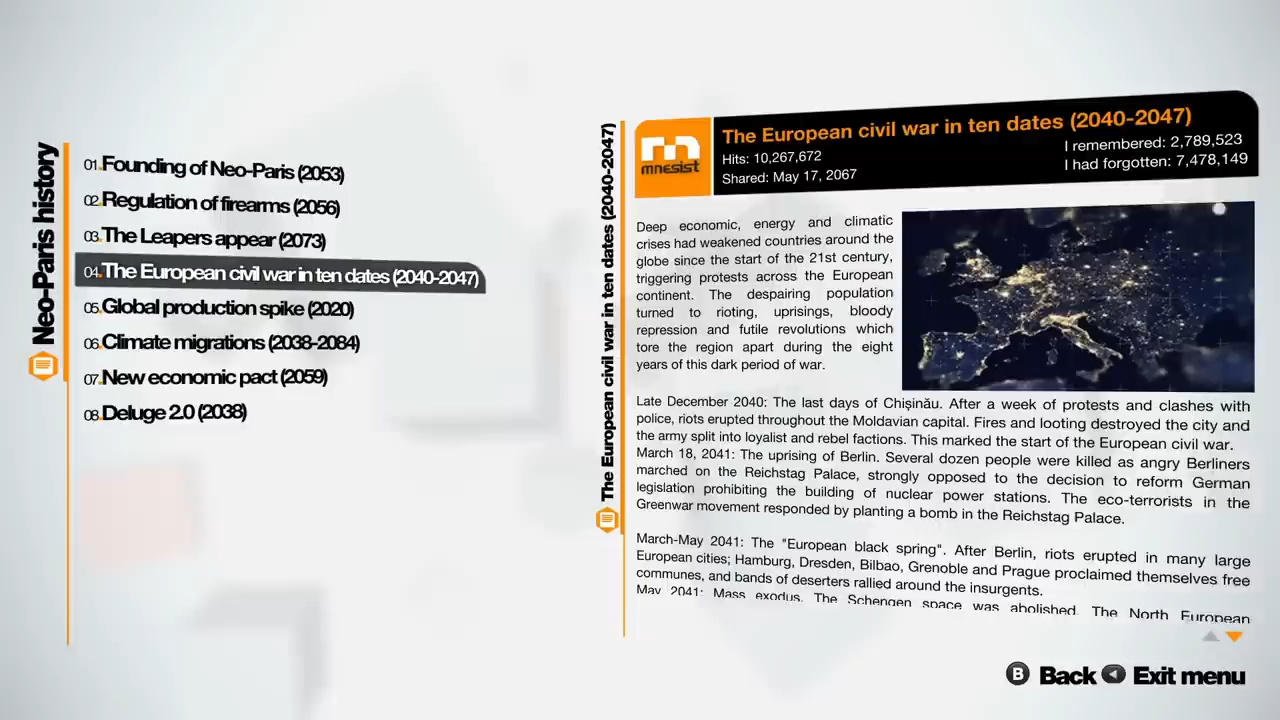 Neo-Paris history
01.Founding of Neo-Paris (2053)
02.Regulation of firearms (2056)
03.The Leapers appear (2073)
04.The European civil war in ten dates (2040-2047)
05.Global production spike (2020)
06.Climate migrations (2038-2084)
07.New economic pact (2059)
08.Deluge 2.0 (2038)
The European civil war in ten dates (2040-2047)
mnesist
The European civil war in ten dates (2040-2047)
Hits: 10,267,672
Shared: May 17, 2067
I remembered: 2,789,523
I had forgotten: 7,478,149
Deep economic, energy and climatic
crises had weakened countries around the
globe since the start of the 21st century,
triggering protests across the European
continent. The despairing population
turned to rioting, uprisings, bloody
repression and futile revolutions which
tore the region apart during the eight
years of this dark period of war.
Late December 2040: The last days of Chișinău. After a week of protests and clashes with
police, riots erupted throughout the Moldavian capital. Fires and looting destroyed the city and
the army split into loyalist and rebel factions. This marked the start of the European civil war.
March 18, 2041: The uprising of Berlin. Several dozen people were killed as angry Berliners
marched on the Reichstag Palace, strongly opposed to the decision to reform German
legislation prohibiting the building of nuclear power stations. The eco-terrorists in the
Greenwar movement responded by planting a bomb in the Reichstag Palace.
March-May 2041: The "European black spring". After Berlin, riots erupted in many large
European cities; Hamburg, Dresden, Bilbao, Grenoble and Prague proclaimed themselves free
communes, and bands of deserters rallied around the insurgents.
May 2041: Mass exodus. The Schengen space was abolished. The North European
B Back Exit menu